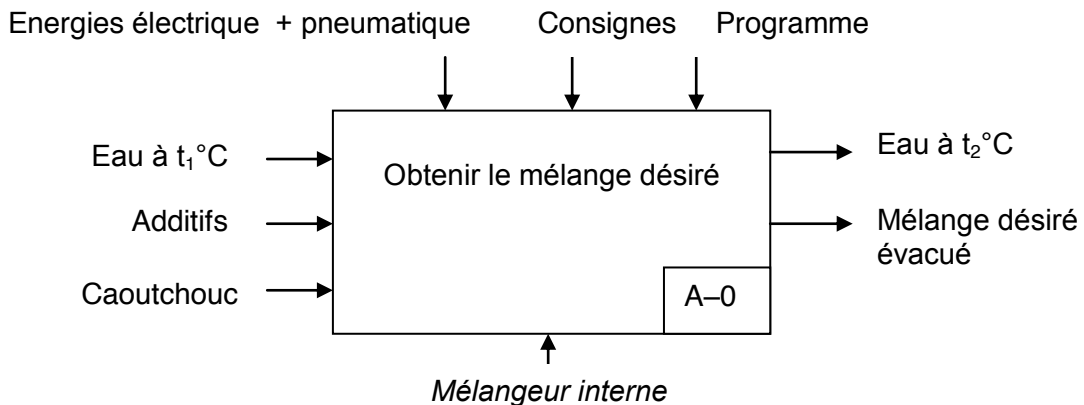 Energies électrique + pneumatique Consignes Programme
Eau à t₁°C
Eau à t₂°C
Obtenir le mélange désiré
Additifs
Mélange désiré
évacué
Caoutchouc
A–0
Mélangeur interne